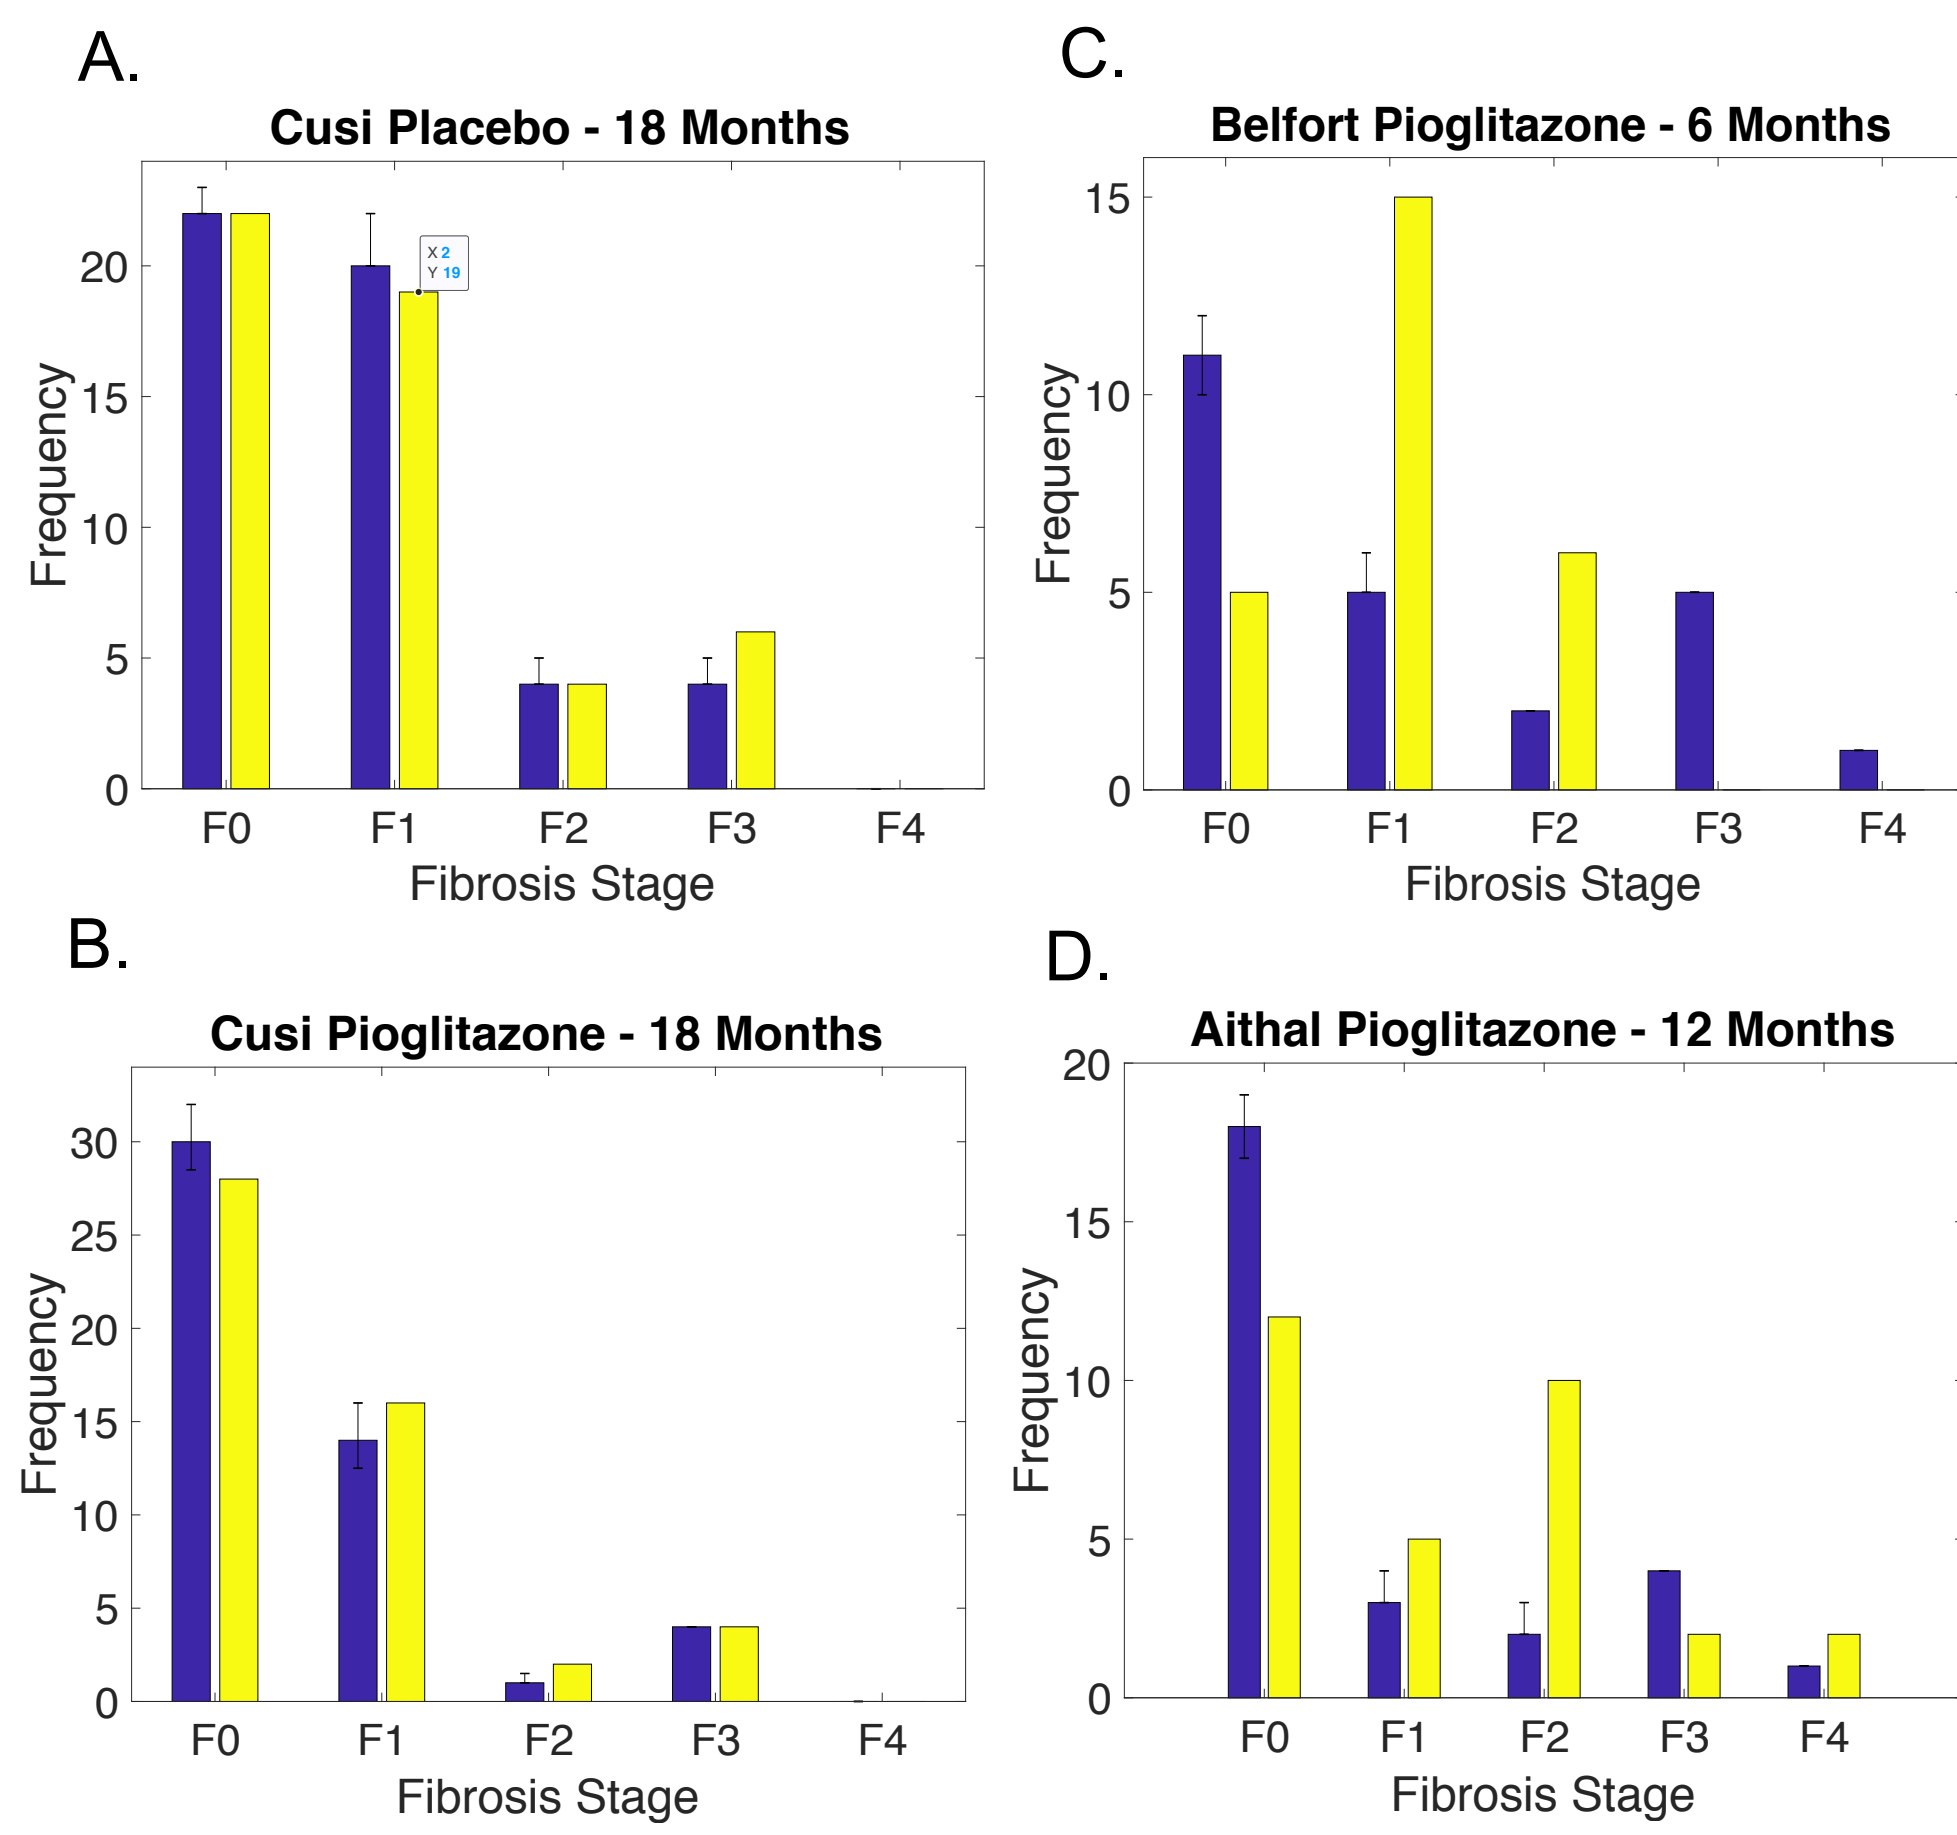 A.
Cusi Placebo - 18 Months
Frequency
20
15
10
5
0
X 2
Y 19
F0 F1 F2 F3 F4
Fibrosis Stage
B.
Cusi Pioglitazone - 18 Months
Frequency
30
25
20
15
10
5
0
F0 F1 F2 F3 F4
Fibrosis Stage
C.
Belfort Pioglitazone - 6 Months
Frequency
15
10
5
0
F0 F1 F2 F3 F4
Fibrosis Stage
D.
Aithal Pioglitazone - 12 Months
Frequency
20
15
10
5
0
F0 F1 F2 F3 F4
Fibrosis Stage